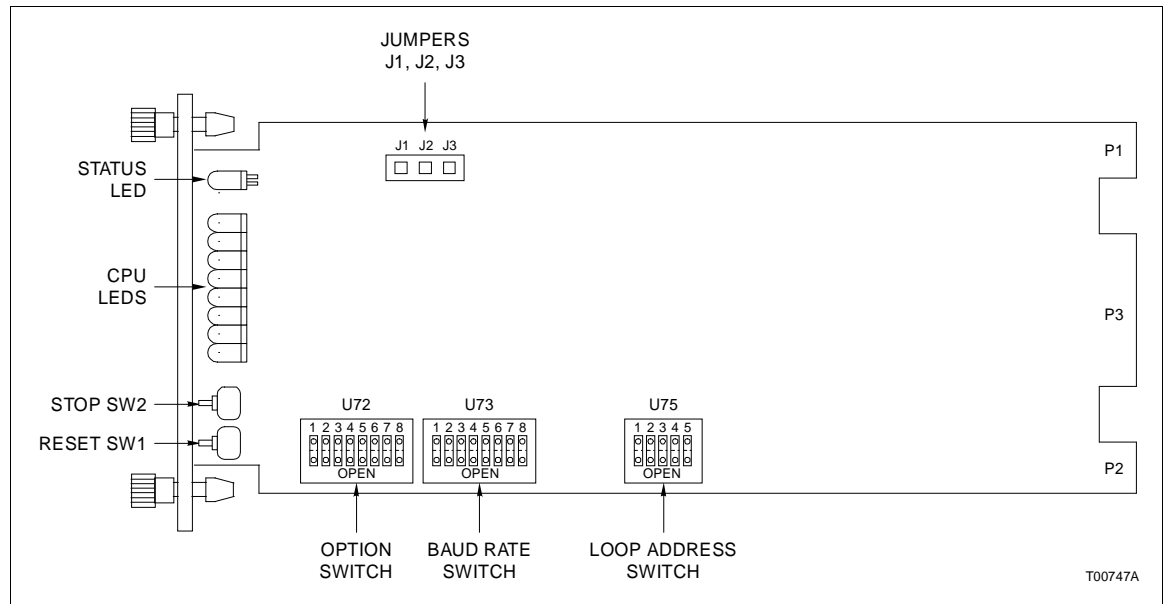 JUMPERS
J1, J2, J3
J1 J2 J3
P1
STATUS
LED
CPU
LEDS
P3
STOP SW2
RESET SW1
U72
1 2 3 4 5 6 7 8
OPEN
U73
1 2 3 4 5 6 7 8
OPEN
U75
1 2 3 4 5
OPEN
P2
OPTION
SWITCH
BAUD RATE
SWITCH
LOOP ADDRESS
SWITCH
T00747A